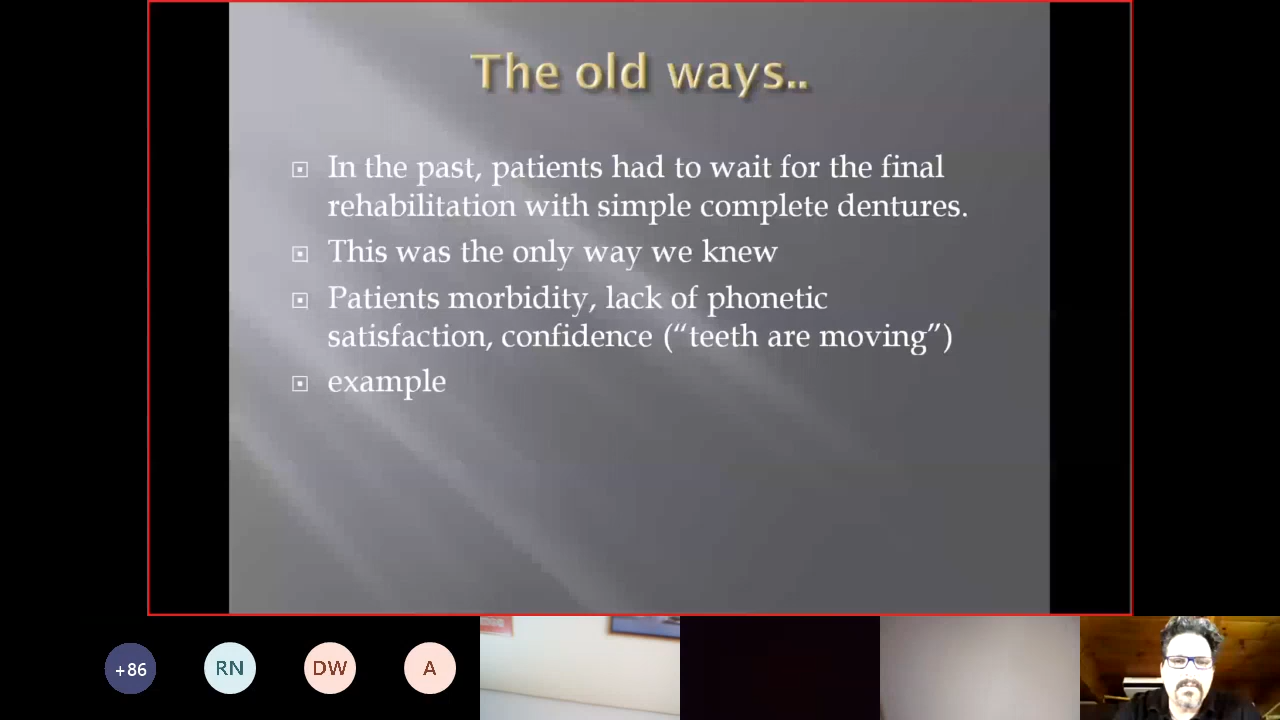 The old ways..
In the past, patients had to wait for the final
rehabilitation with simple complete dentures.
This was the only way we knew
Patients morbidity, lack of phonetic
satisfaction, confidence (“teeth are moving”)
example
+86
RN
DW
A